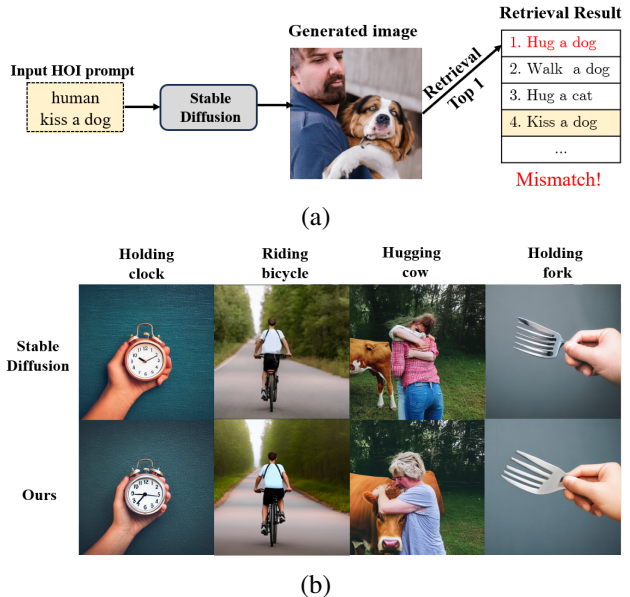 Generated image
Retrieval Result
Input HOI prompt
human
kiss a dog
Stable
Diffusion
Retrieval
Top 1
1. Hug a dog
2. Walk a dog
3. Hug a cat
4. Kiss a dog
...
Mismatch!
(a)
Holding
clock
Riding
bicycle
Hugging
cow
Holding
fork
Stable
Diffusion
Ours
(b)